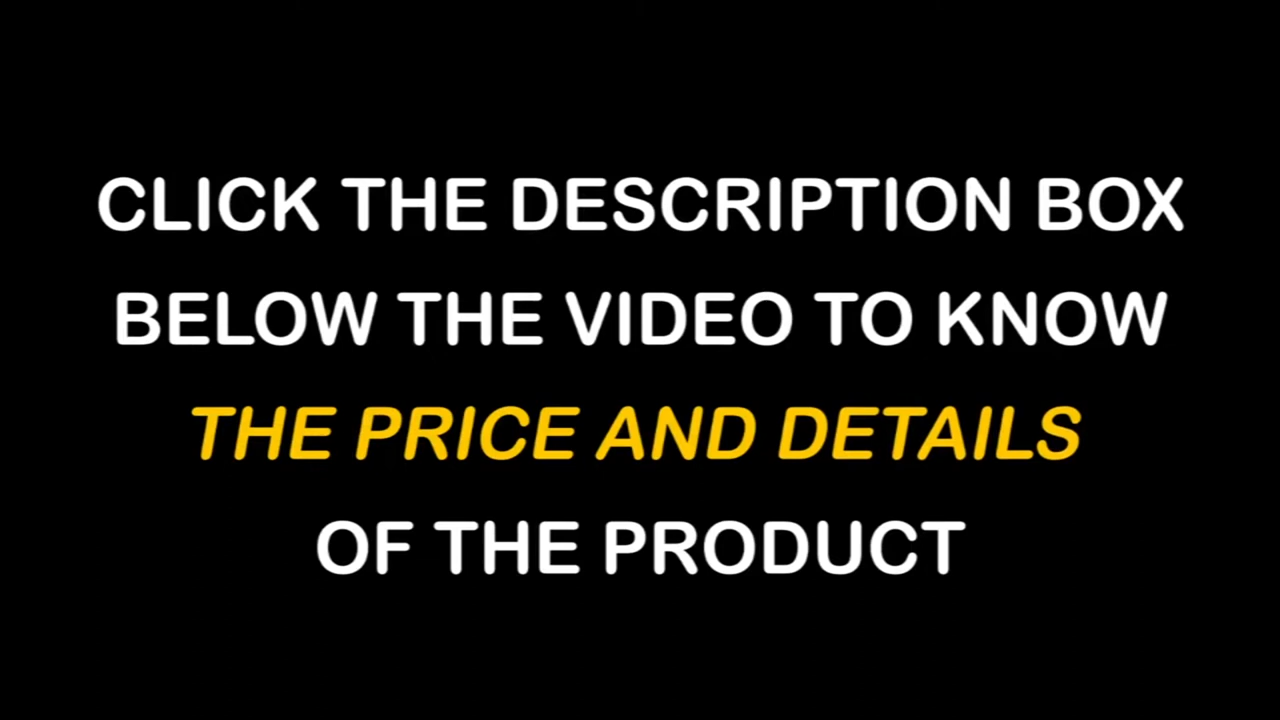 CLICK THE DESCRIPTION BOX
BELOW THE VIDEO TO KNOW
THE PRICE AND DETAILS
OF THE PRODUCT